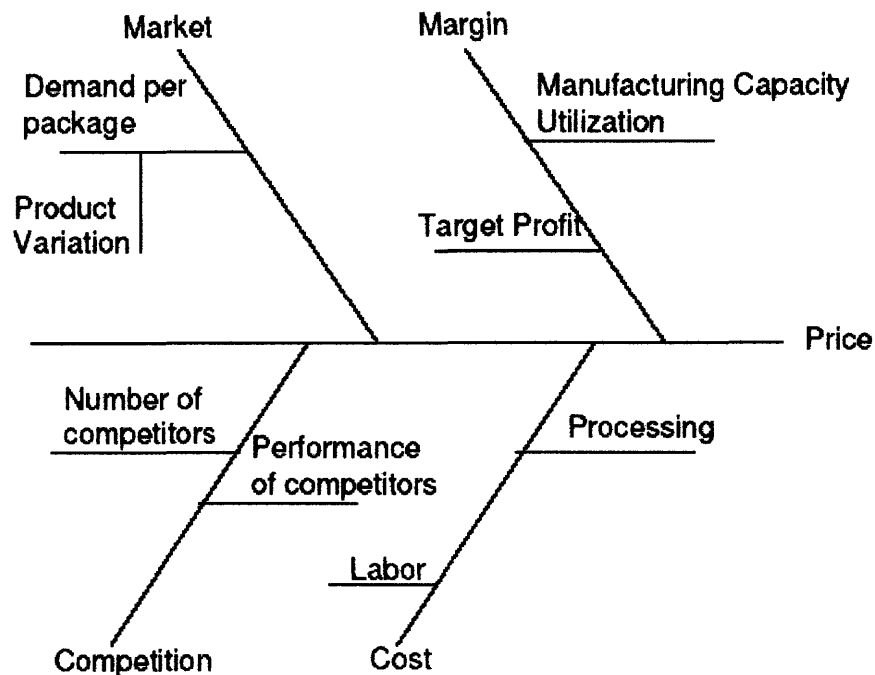 Market
Margin
Demand per
package
Manufacturing Capacity
Utilization
Product
Variation
Target Profit
Price
Number of
competitors
Performance
of competitors
Processing
Labor
Competition
Cost